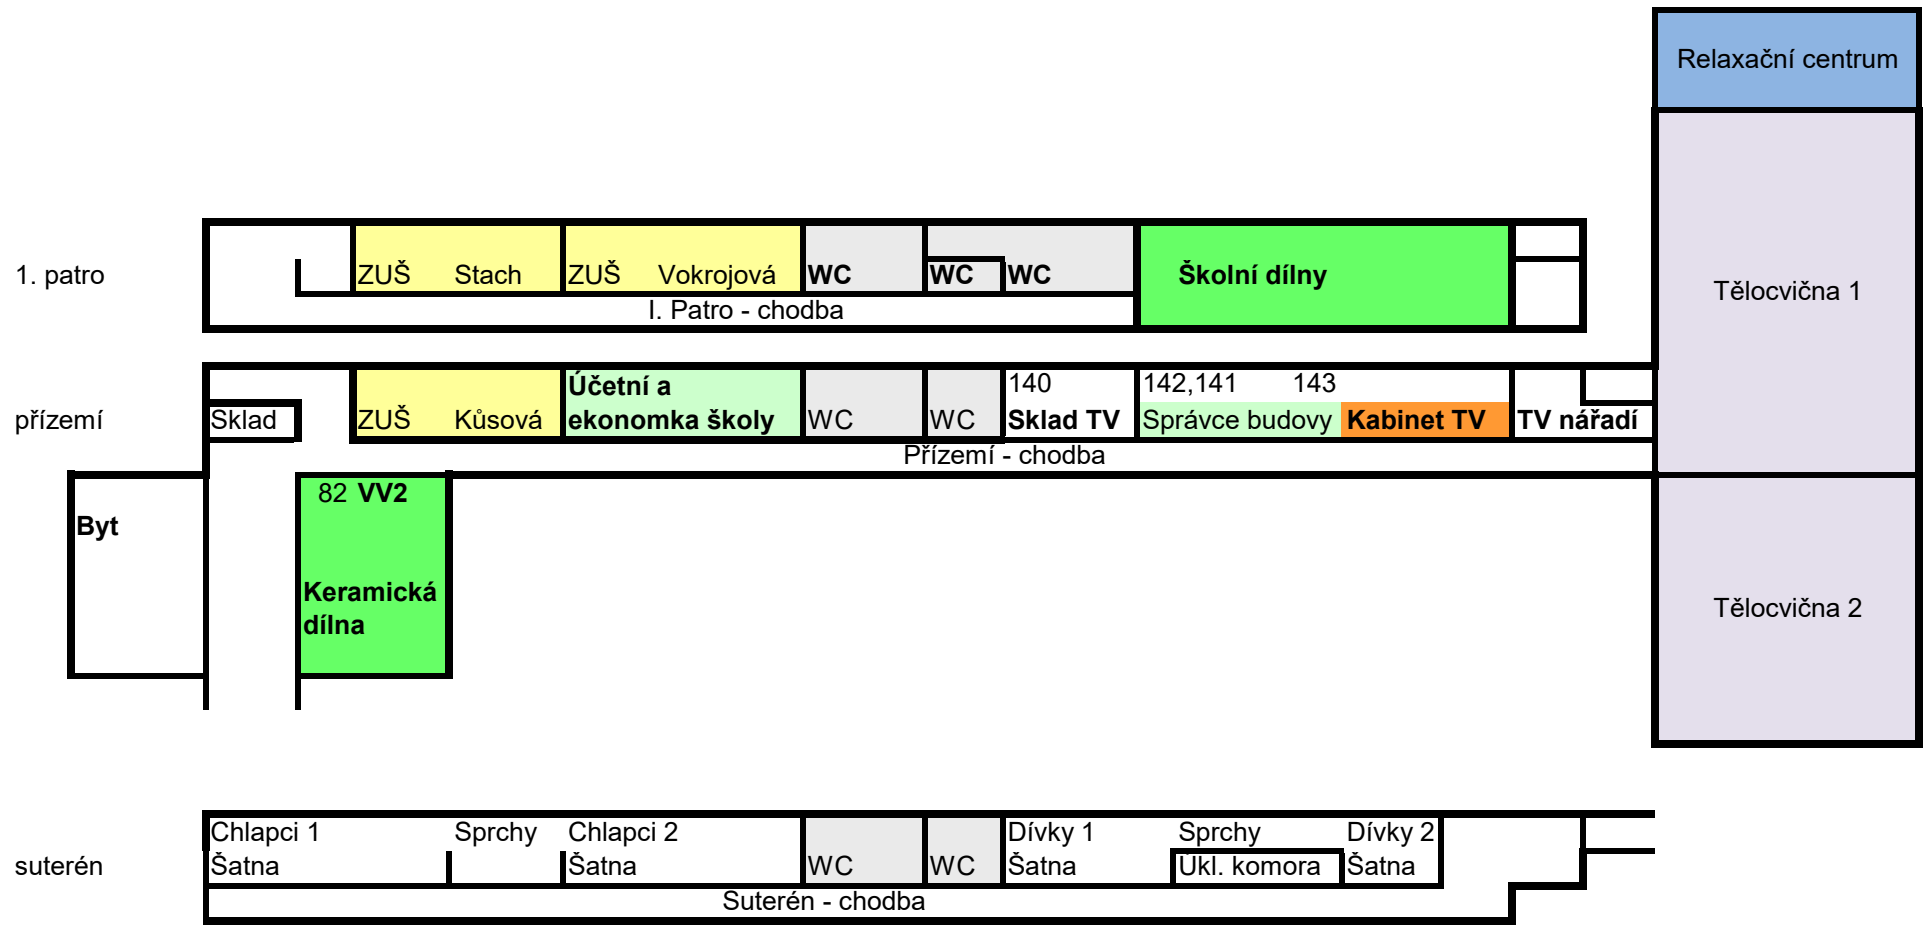 Relaxační centrum
1. patro
ZUŠ Stach ZUŠ Vokrojová WC WC WC Školní dílny
Tělocvična 1
I. Patro - chodba
Účetní a 140 142,141 143
přízemí Sklad ZUŠ Kůsová ekonomka školy WC WC Sklad TV Správce budovy Kabinet TV TV nářadí
Přízemí - chodba
82 VV2
Byt
Keramická
dílna
Tělocvična 2
Chlapci 1 Sprchy Chlapci 2 Dívky 1 Sprchy Dívky 2
suterén Šatna Šatna WC WC Šatna Úkl. komora Šatna
Suterén - chodba